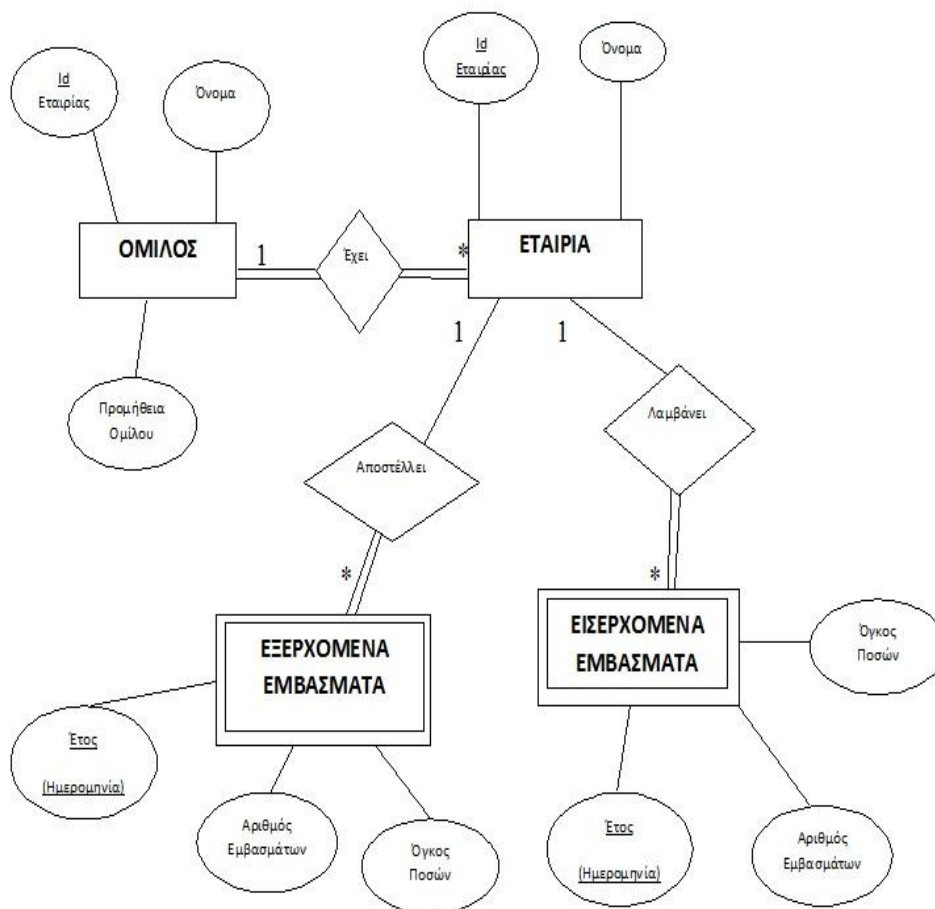 Id
Εταιρίας
Όνομα
Id
Εταιρίας
Όνομα
ΟΜΙΛΟΣ
1
Έχει
*
ΕΤΑΙΡΙΑ
1
1
Προμήθεια
Ομίλου
Αποστέλλει
Λαμβάνει
*
*
ΕΞΕΡΧΟΜΕΝΑ
ΕΜΒΑΣΜΑΤΑ
ΕΙΣΕΡΧΟΜΕΝΑ
ΕΜΒΑΣΜΑΤΑ
Όγκος
Ποσών
Έτος
(Ημερομηνία)
Αριθμός
Εμβασμάτων
Όγκος
Ποσών
Έτος
(Ημερομηνία)
Αριθμός
Εμβασμάτων